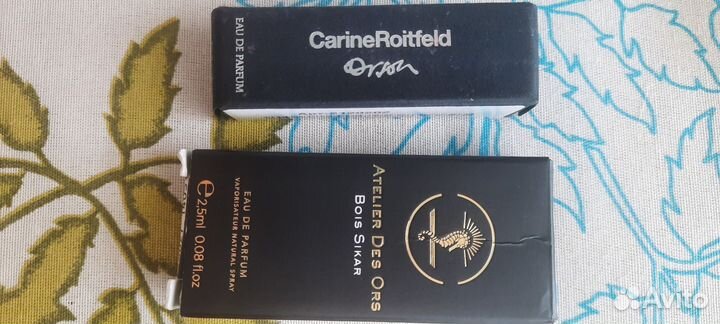 EAU DE PARFUM
CarineRoitfeld
Orson
ATELIER DES ORS
BOIS SIKAR
EAU DE PARFUM
VAPORISATEUR NATURAL SPRAY
℮ 2,5ml 0.08 fl.oz
Avito